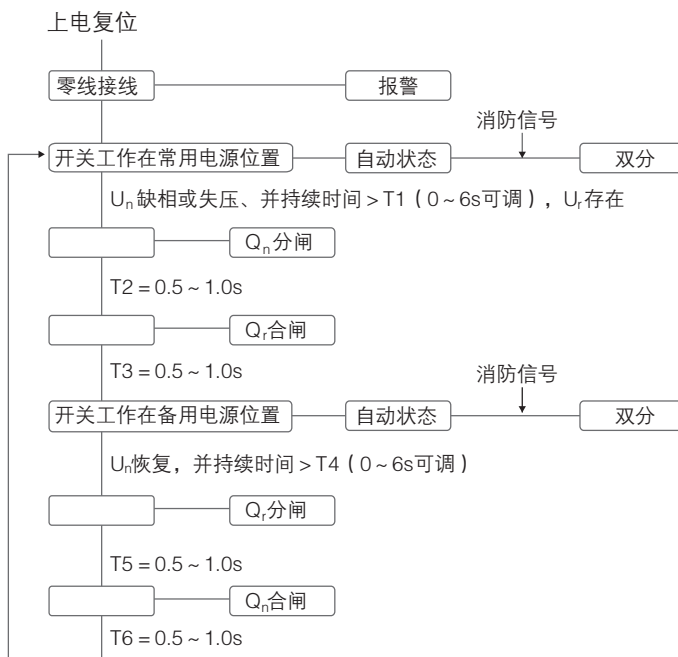 上电复位
零线接线 报警
消防信号
开关工作在常用电源位置 自动状态 双分
Un缺相或失压、并持续时间>T1(0~6s可调),Ur存在
Qn分闸
T2=0.5~1.0s
Qr合闸
T3=0.5~1.0s
消防信号
开关工作在备用电源位置 自动状态 双分
Un恢复,并持续时间>T4(0~6s可调)
Qr分闸
T5=0.5~1.0s
Qn合闸
T6=0.5~1.0s